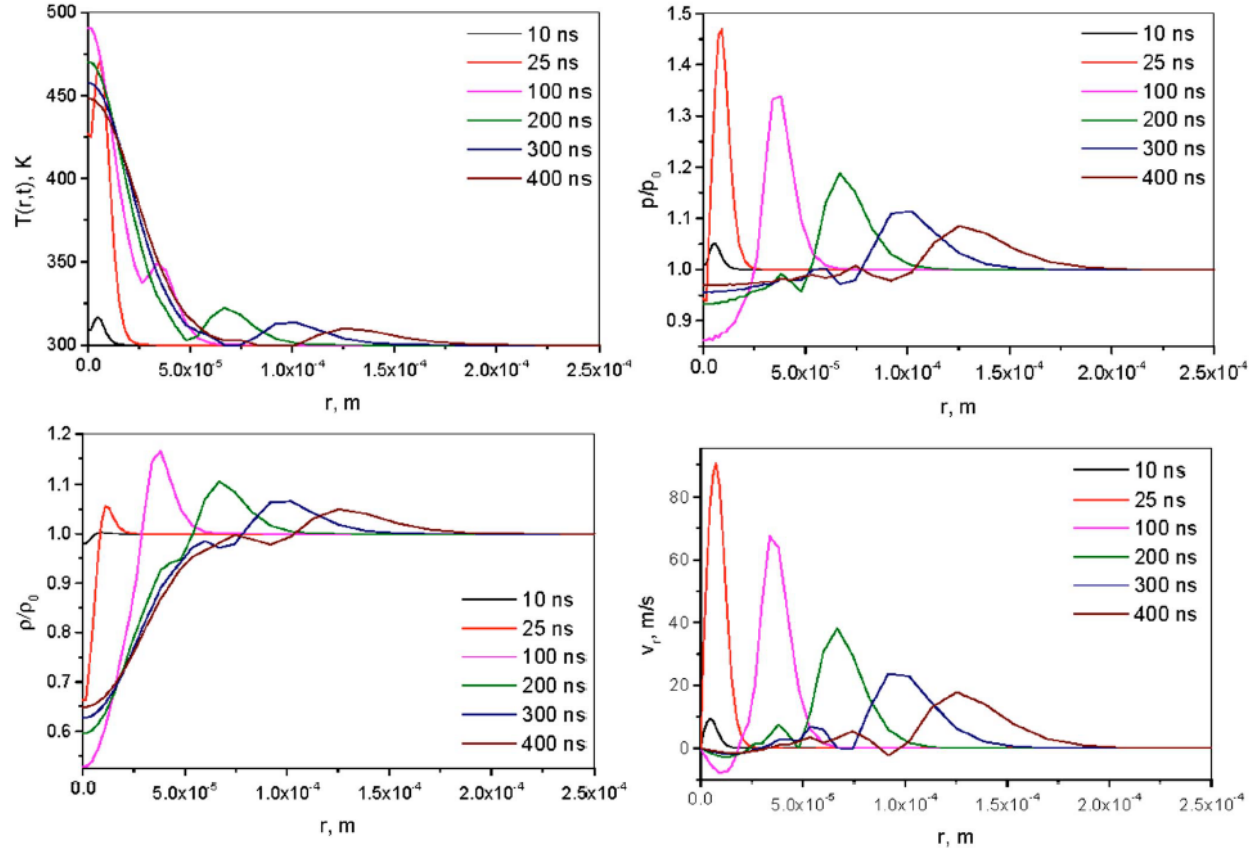 500
450
400
350
300
T(r,t), K
0.0
5.0x10⁻⁵
1.0x10⁻⁴
1.5x10⁻⁴
2.0x10⁻⁴
2.5x10⁻⁴
r, m
10 ns
25 ns
100 ns
200 ns
300 ns
400 ns
1.5
1.4
1.3
1.2
1.1
1.0
0.9
p/p₀
0.0
5.0x10⁻⁵
1.0x10⁻⁴
1.5x10⁻⁴
2.0x10⁻⁴
2.5x10⁻⁴
r, m
10 ns
25 ns
100 ns
200 ns
300 ns
400 ns
1.2
1.1
1.0
0.9
0.8
0.7
0.6
ρ/ρ₀
0.0
5.0x10⁻⁵
1.0x10⁻⁴
1.5x10⁻⁴
2.0x10⁻⁴
2.5x10⁻⁴
r, m
10 ns
25 ns
100 ns
200 ns
300 ns
400 ns
80
60
40
20
0
vᵣ, m/s
0.0
5.0x10⁻⁵
1.0x10⁻⁴
1.5x10⁻⁴
2.0x10⁻⁴
2.5x10⁻⁴
r, m
10 ns
25 ns
100 ns
200 ns
300 ns
400 ns